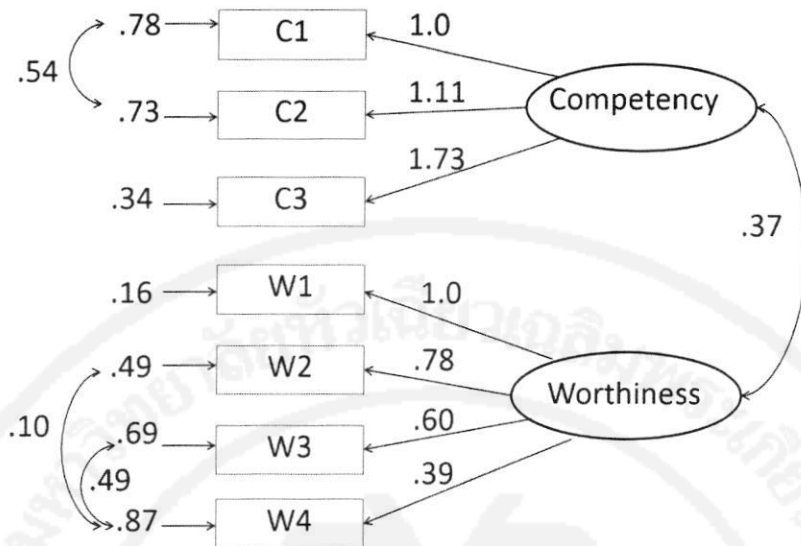 .78 C1 1.0
.54
.73 C2 1.11 Competency
1.73
.34 C3
.37
.16 W1 1.0
.49 W2 .78 Worthiness
.10
.69 W3 .60
.49
.39
.87 W4